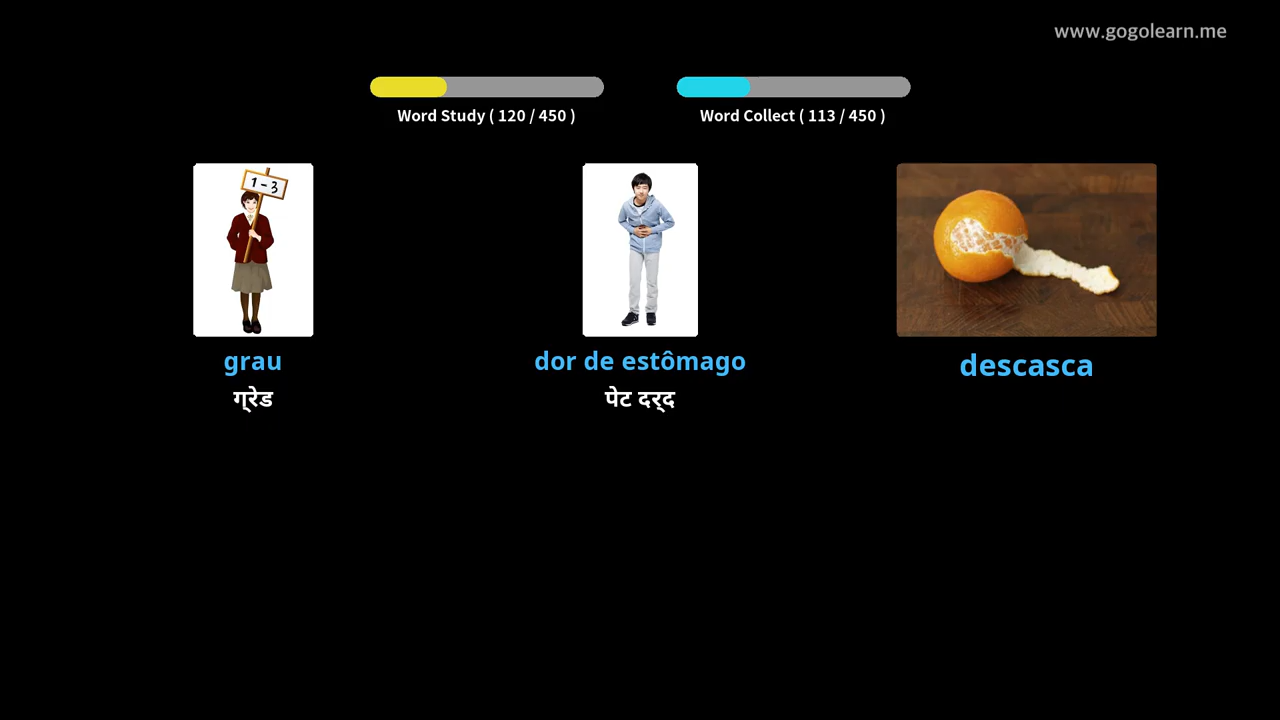 www.gogolearn.me
Word Study ( 120 / 450 )
Word Collect ( 113 / 450 )
1-3
grau
dor de estômago
descasca
ग्रेड
पेट दर्द